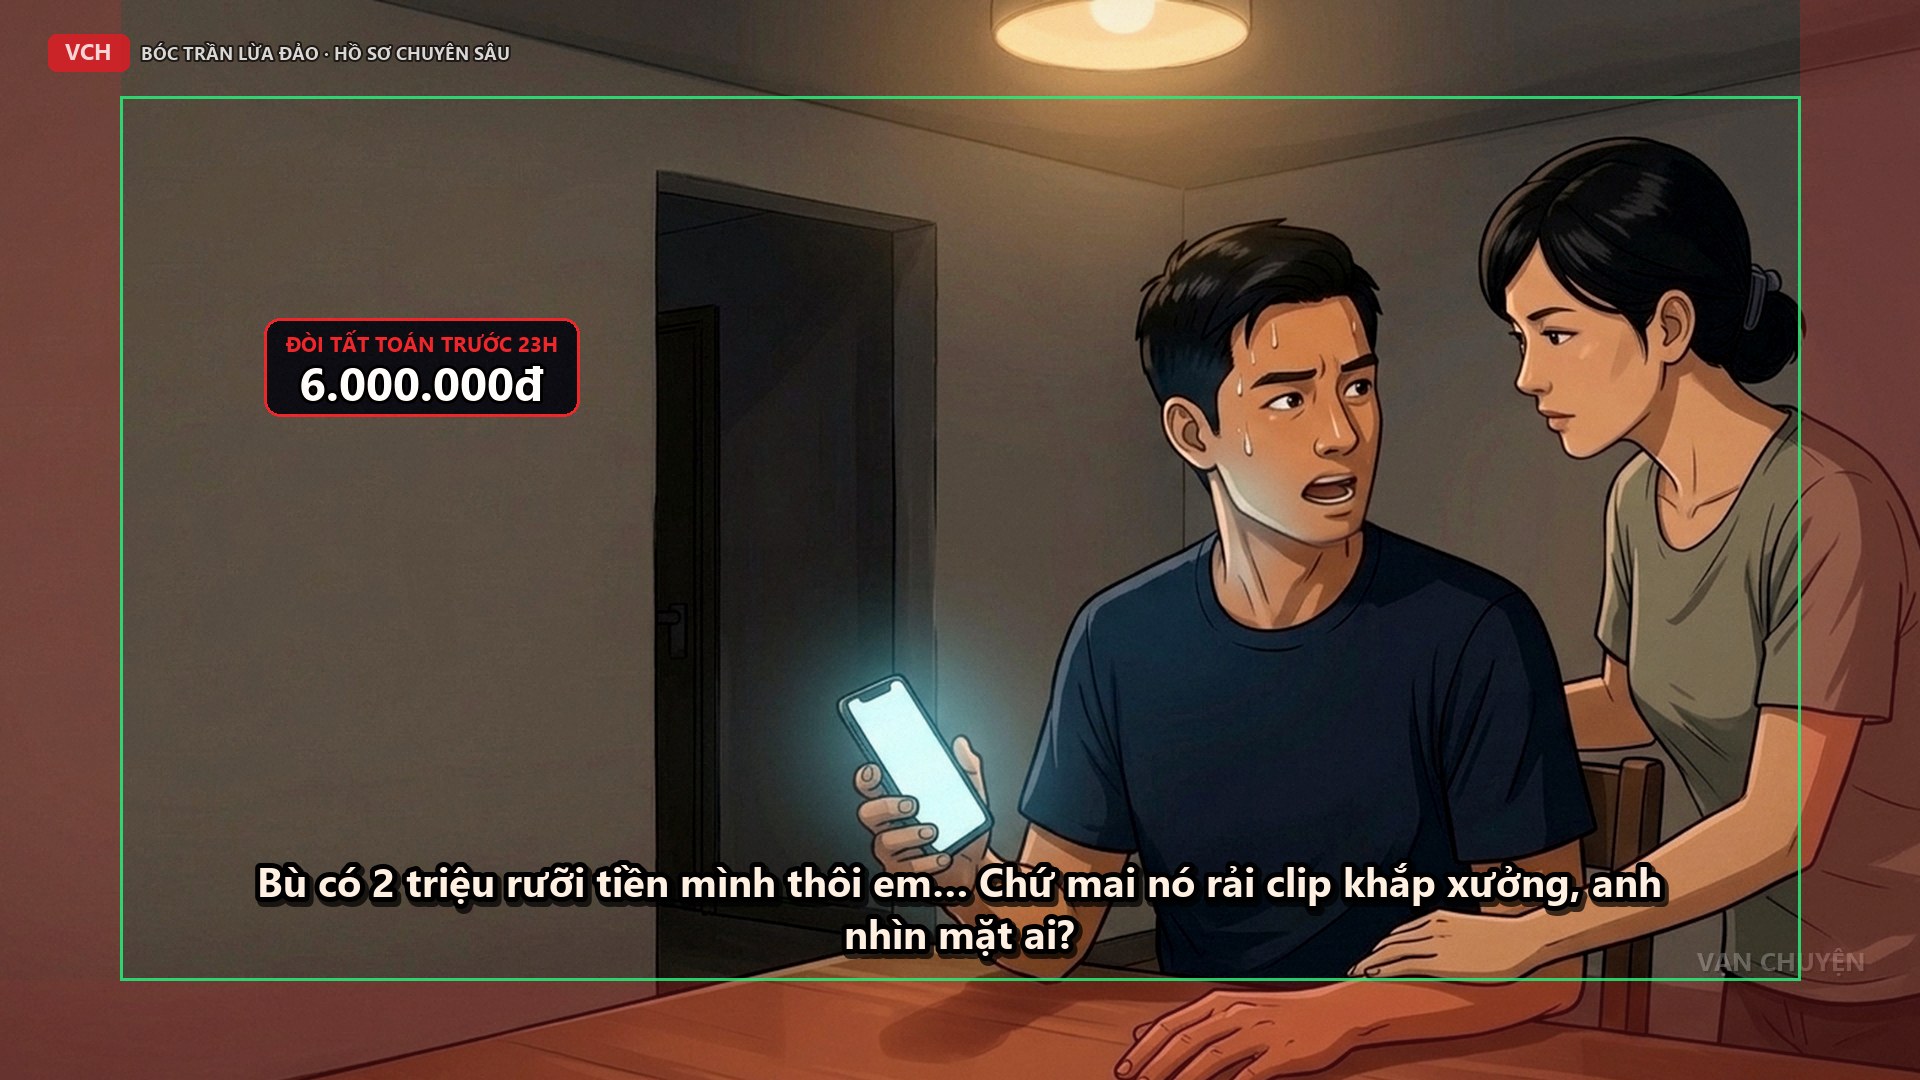 VCH BÓC TRẦN LỪA ĐẢO · HỒ SƠ CHUYÊN SÂU
ĐÒI TẤT TOÁN TRƯỚC 23H
6.000.000đ
Bù có 2 triệu rưỡi tiền mình thôi em... Chứ mai nó rải clip khắp xưởng, anh
nhìn mặt ai?
VẠN CHUYỆN